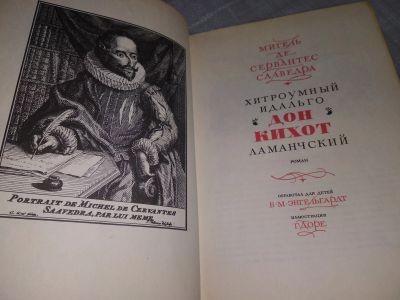 PORTRAIT DE MICHEL DE CERVANTES
SAAVEDRA, PAR LUI MEME
МИГЕЛЬ
ДЕ
СЕРВАНТЕС
СААВЕДРА
ХИТРОУМНЫЙ
ИДАЛЬГО
ДОН
КИХОТ
ЛАМАНЧСКИЙ
РОМАН
ОБРАБОТАЛ ДЛЯ ДЕТЕЙ
Б·М·ЭНГЕЛЬГАРДТ
ИЛЛЮСТРАЦИИ
Г.ДОРЕ